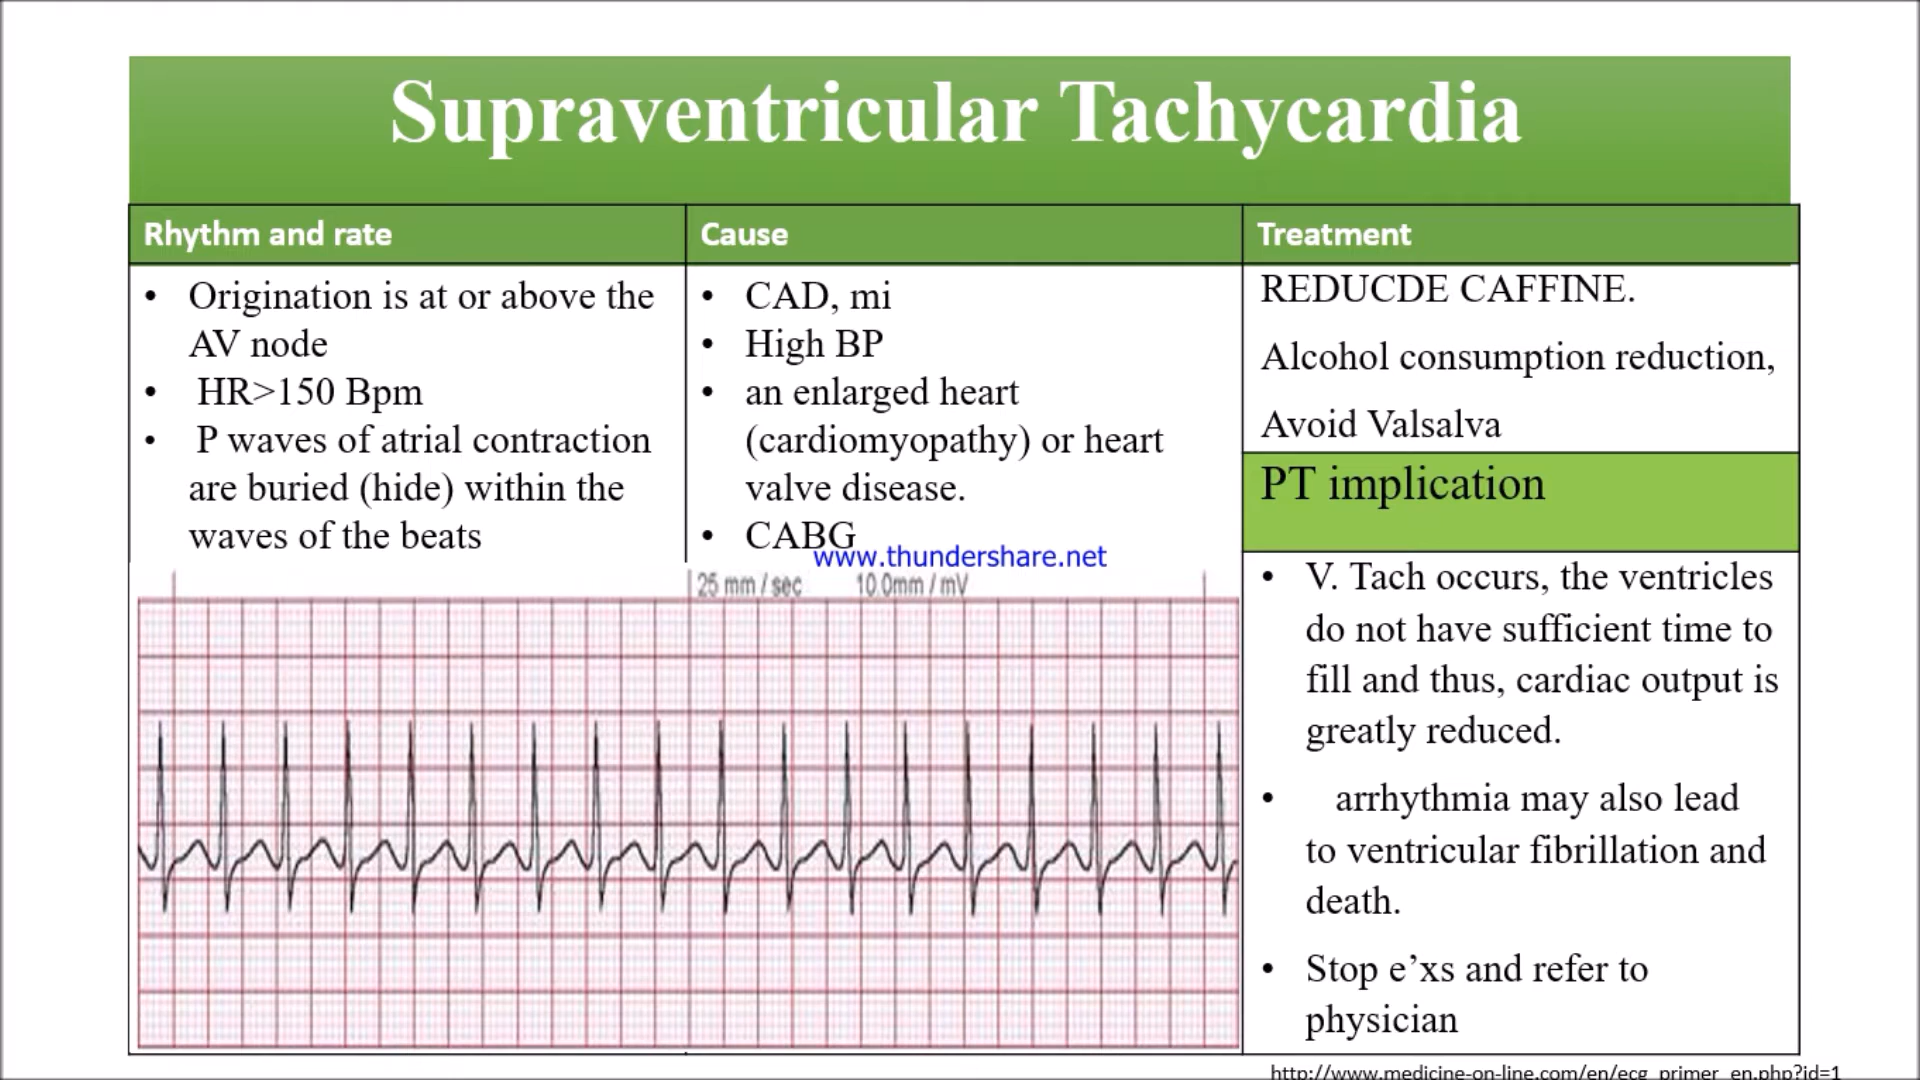 Supraventricular Tachycardia
Rhythm and rate
• Origination is at or above the
AV node
• HR>150 Bpm
• P waves of atrial contraction
are buried (hide) within the
waves of the beats
Cause
• CAD, mi
• High BP
• an enlarged heart
(cardiomyopathy) or heart
valve disease.
• CABG
www.thundershare.net
25 mm / sec 10.0mm / mV
Treatment
REDUCDE CAFFINE.
Alcohol consumption reduction,
Avoid Valsalva
PT implication
• V. Tach occurs, the ventricles
do not have sufficient time to
fill and thus, cardiac output is
greatly reduced.
• arrhythmia may also lead
to ventricular fibrillation and
death.
• Stop e’xs and refer to
physician
http://www.medicine-on-line.com/en/ecg_primer_en.php?id=1